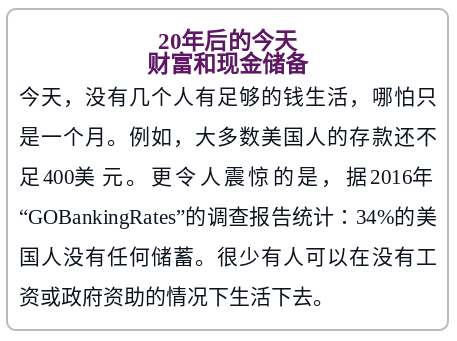 20年后的今天
财富和现金储备
今天，没有几个人有足够的钱生活，哪怕只
是一个月。例如，大多数美国人的存款还不
足400美 元。更令人震惊的是，据2016年
“GOBankingRates”的调查报告统计：34%的美
国人没有任何储蓄。很少有人可以在没有工
资或政府资助的情况下生活下去。